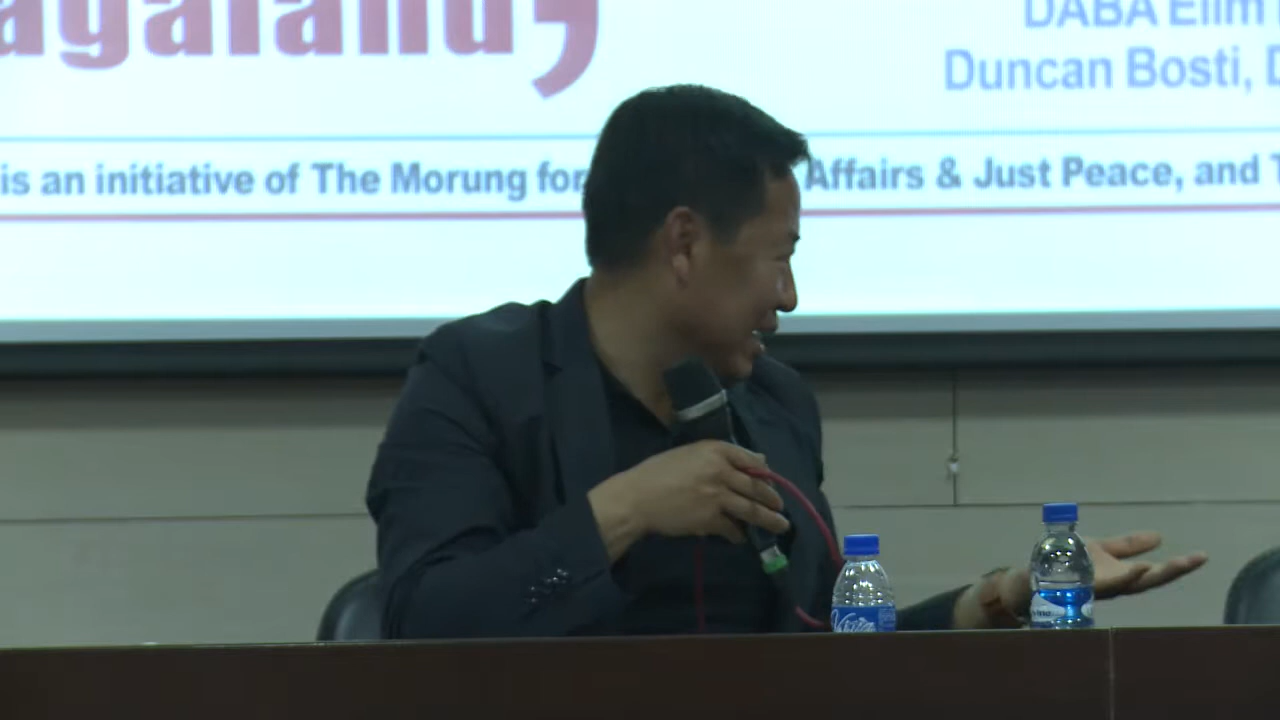 agaland,
DABA Elim
Duncan Bosti, D
is an initiative of The Morung for Affairs & Just Peace, and T